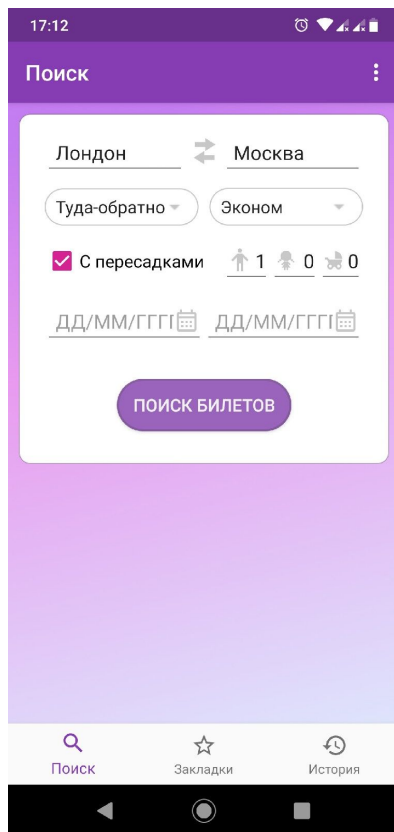 17:12
Поиск
Лондон Москва
Туда-обратно Эконом
С пересадками 1 0 0
ДД/ММ/ГГГГ ДД/ММ/ГГГГ
ПОИСК БИЛЕТОВ
Поиск Закладки История